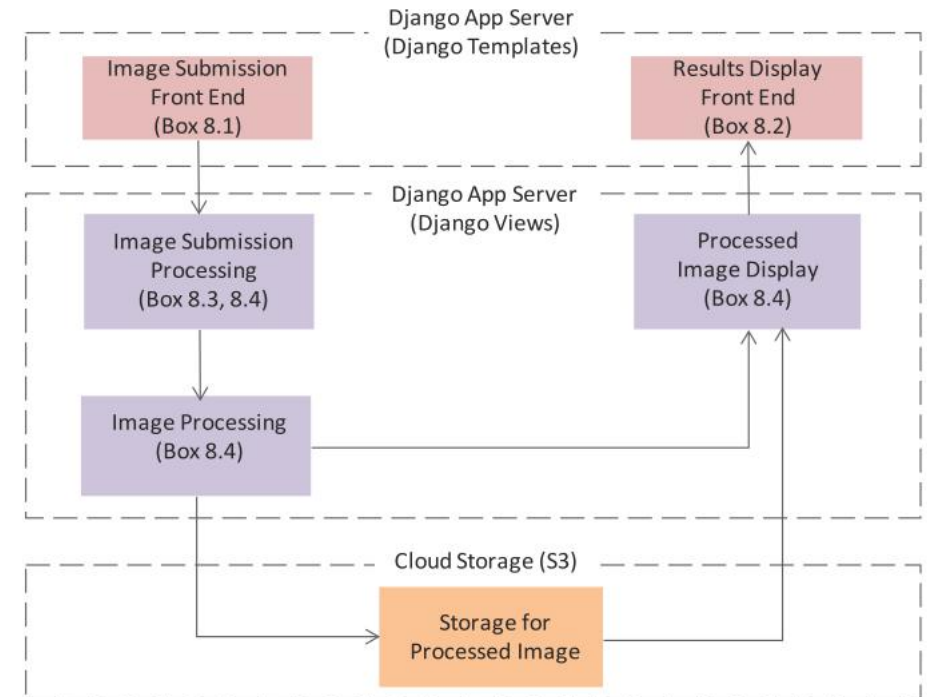 Django App Server
(Django Templates)
Image Submission
Front End
(Box 8.1)
Results Display
Front End
(Box 8.2)
Django App Server
(Django Views)
Image Submission
Processing
(Box 8.3, 8.4)
Processed
Image Display
(Box 8.4)
Image Processing
(Box 8.4)
Cloud Storage (S3)
Storage for
Processed Image